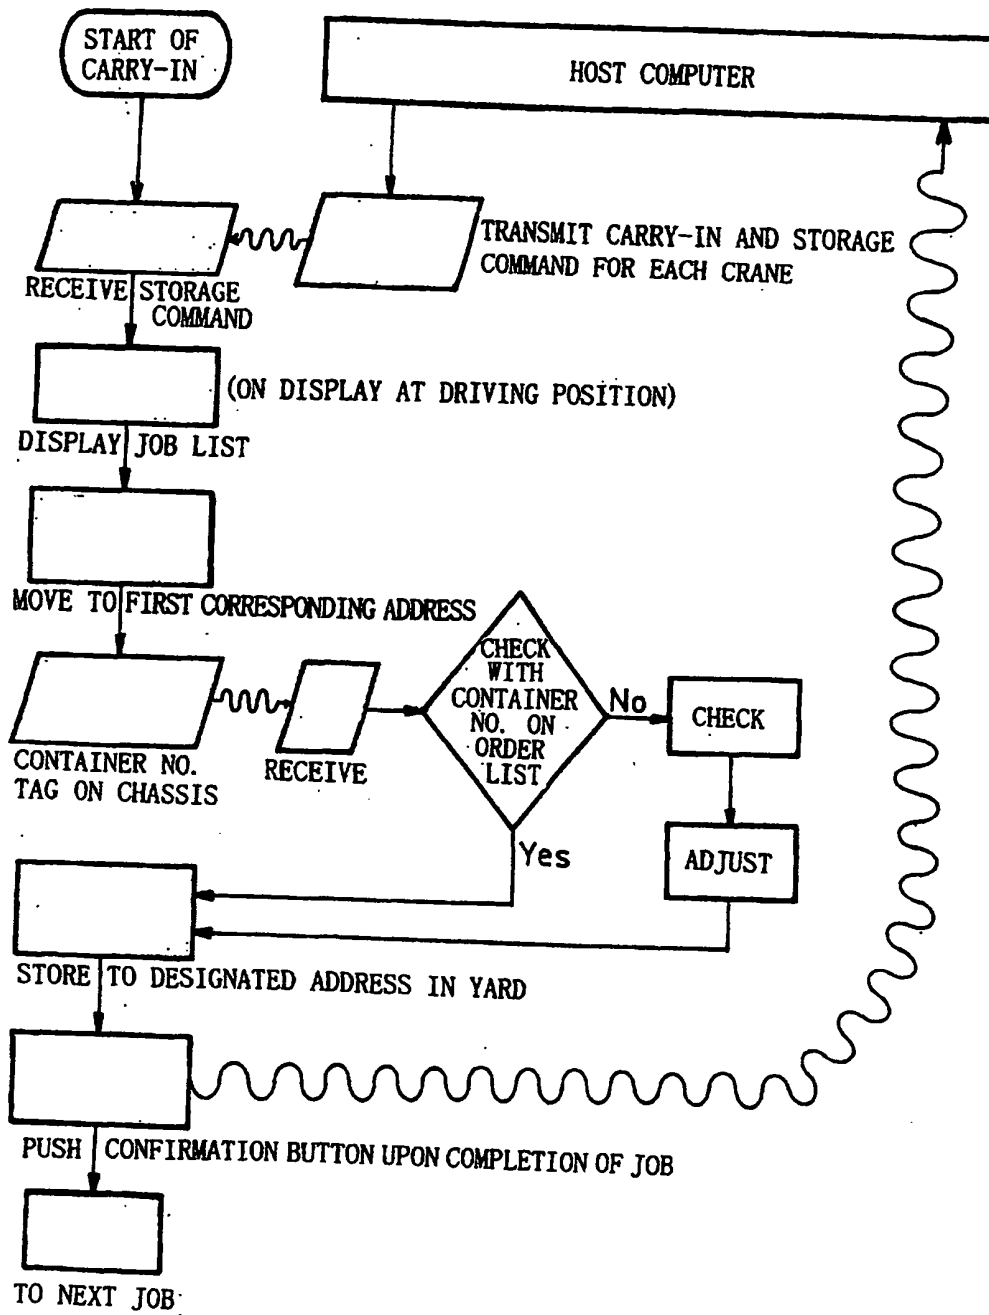 START OF
CARRY-IN
HOST COMPUTER
TRANSMIT CARRY-IN AND STORAGE
COMMAND FOR EACH CRANE
RECEIVE STORAGE
COMMAND
(ON DISPLAY AT DRIVING POSITION)
DISPLAY JOB LIST
MOVE TO FIRST CORRESPONDING ADDRESS
CHECK
WITH
CONTAINER
NO. ON
ORDER
LIST
No
CHECK
CONTAINER NO.
TAG ON CHASSIS
RECEIVE
Yes
ADJUST
STORE TO DESIGNATED ADDRESS IN YARD
PUSH CONFIRMATION BUTTON UPON COMPLETION OF JOB
TO NEXT JOB